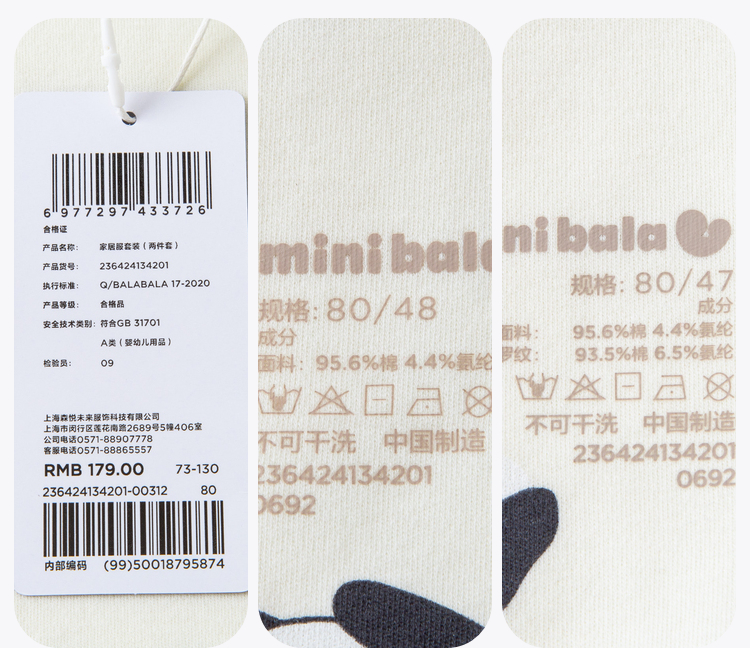 6 977297 433726
合格证
产品名称: 家居服套装（两件套）
产品货号: 236424134201
执行标准: Q/BALABALA 17-2020
产品等级: 合格品
安全技术类别: 符合GB 31701
A类（婴幼儿用品）
检验员: 09
上海森悦未来服饰科技有限公司
上海市闵行区莲花南路2689号5幢406室
公司电话0571-88907778
客服电话0571-88865557
RMB 179.00 73-130
236424134201-00312 80
内部编码 (99)50018795874
mini bala
规格: 80/48
成分
面料: 95.6%棉 4.4%氨纶
不可干洗 中国制造
236424134201
0692
ni bala
规格: 80/47
成分
面料: 95.6%棉 4.4%氨纶
罗纹: 93.5%棉 6.5%氨纶
不可干洗 中国制造
236424134201
0692